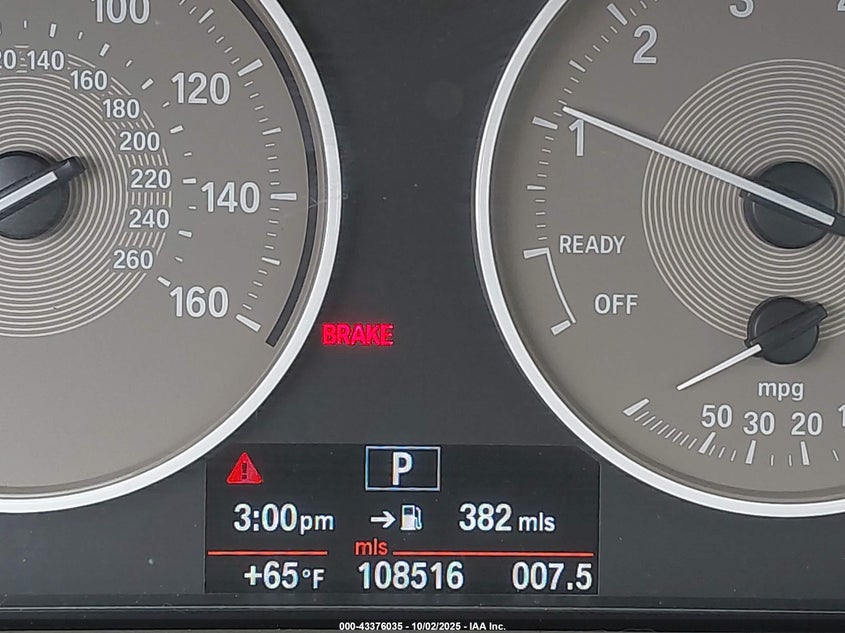 100
120
140
160
20 140
160
180
200
220
240
260
1
2
3
READY
OFF
mpg
50 30 20
BRAKE
P
3:00pm 382 mls
mls
+65°F 108516 007.5
000-43376035 - 10/02/2025 - IAA Inc.